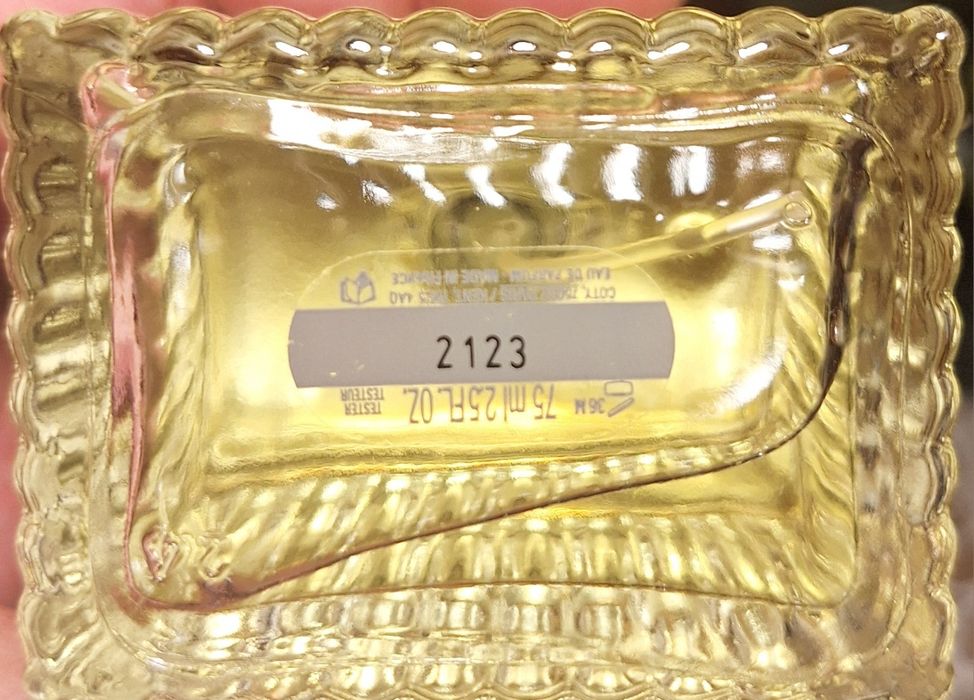 2123
TESTER 75 ml 2.5FL. OZ. 36 M
TESTEUR
COTY,
EAU DE PARFUM - MADE IN FRANCE